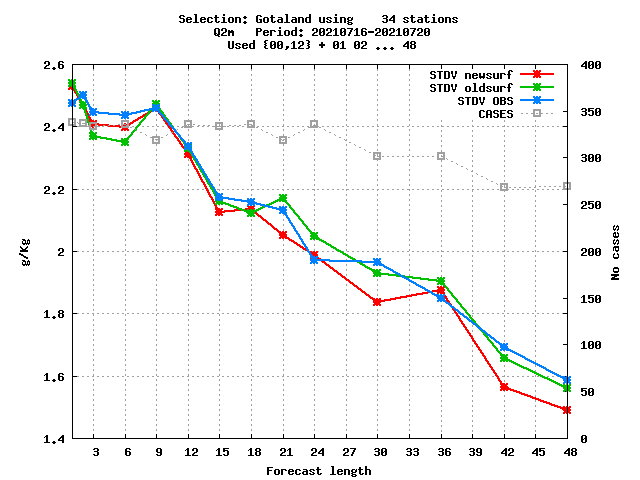 Selection: Gotaland using    34 stations
Q2m   Period: 20210716-20210720
Used {00,12} + 01 02 ... 48
STDV newsurf
STDV oldsurf
STDV OBS
CASES
2.6
2.4
2.2
2
1.8
1.6
1.4
g/Kg
400
350
300
250
200
150
100
50
0
No cases
3 6 9 12 15 18 21 24 27 30 33 36 39 42 45 48
Forecast length